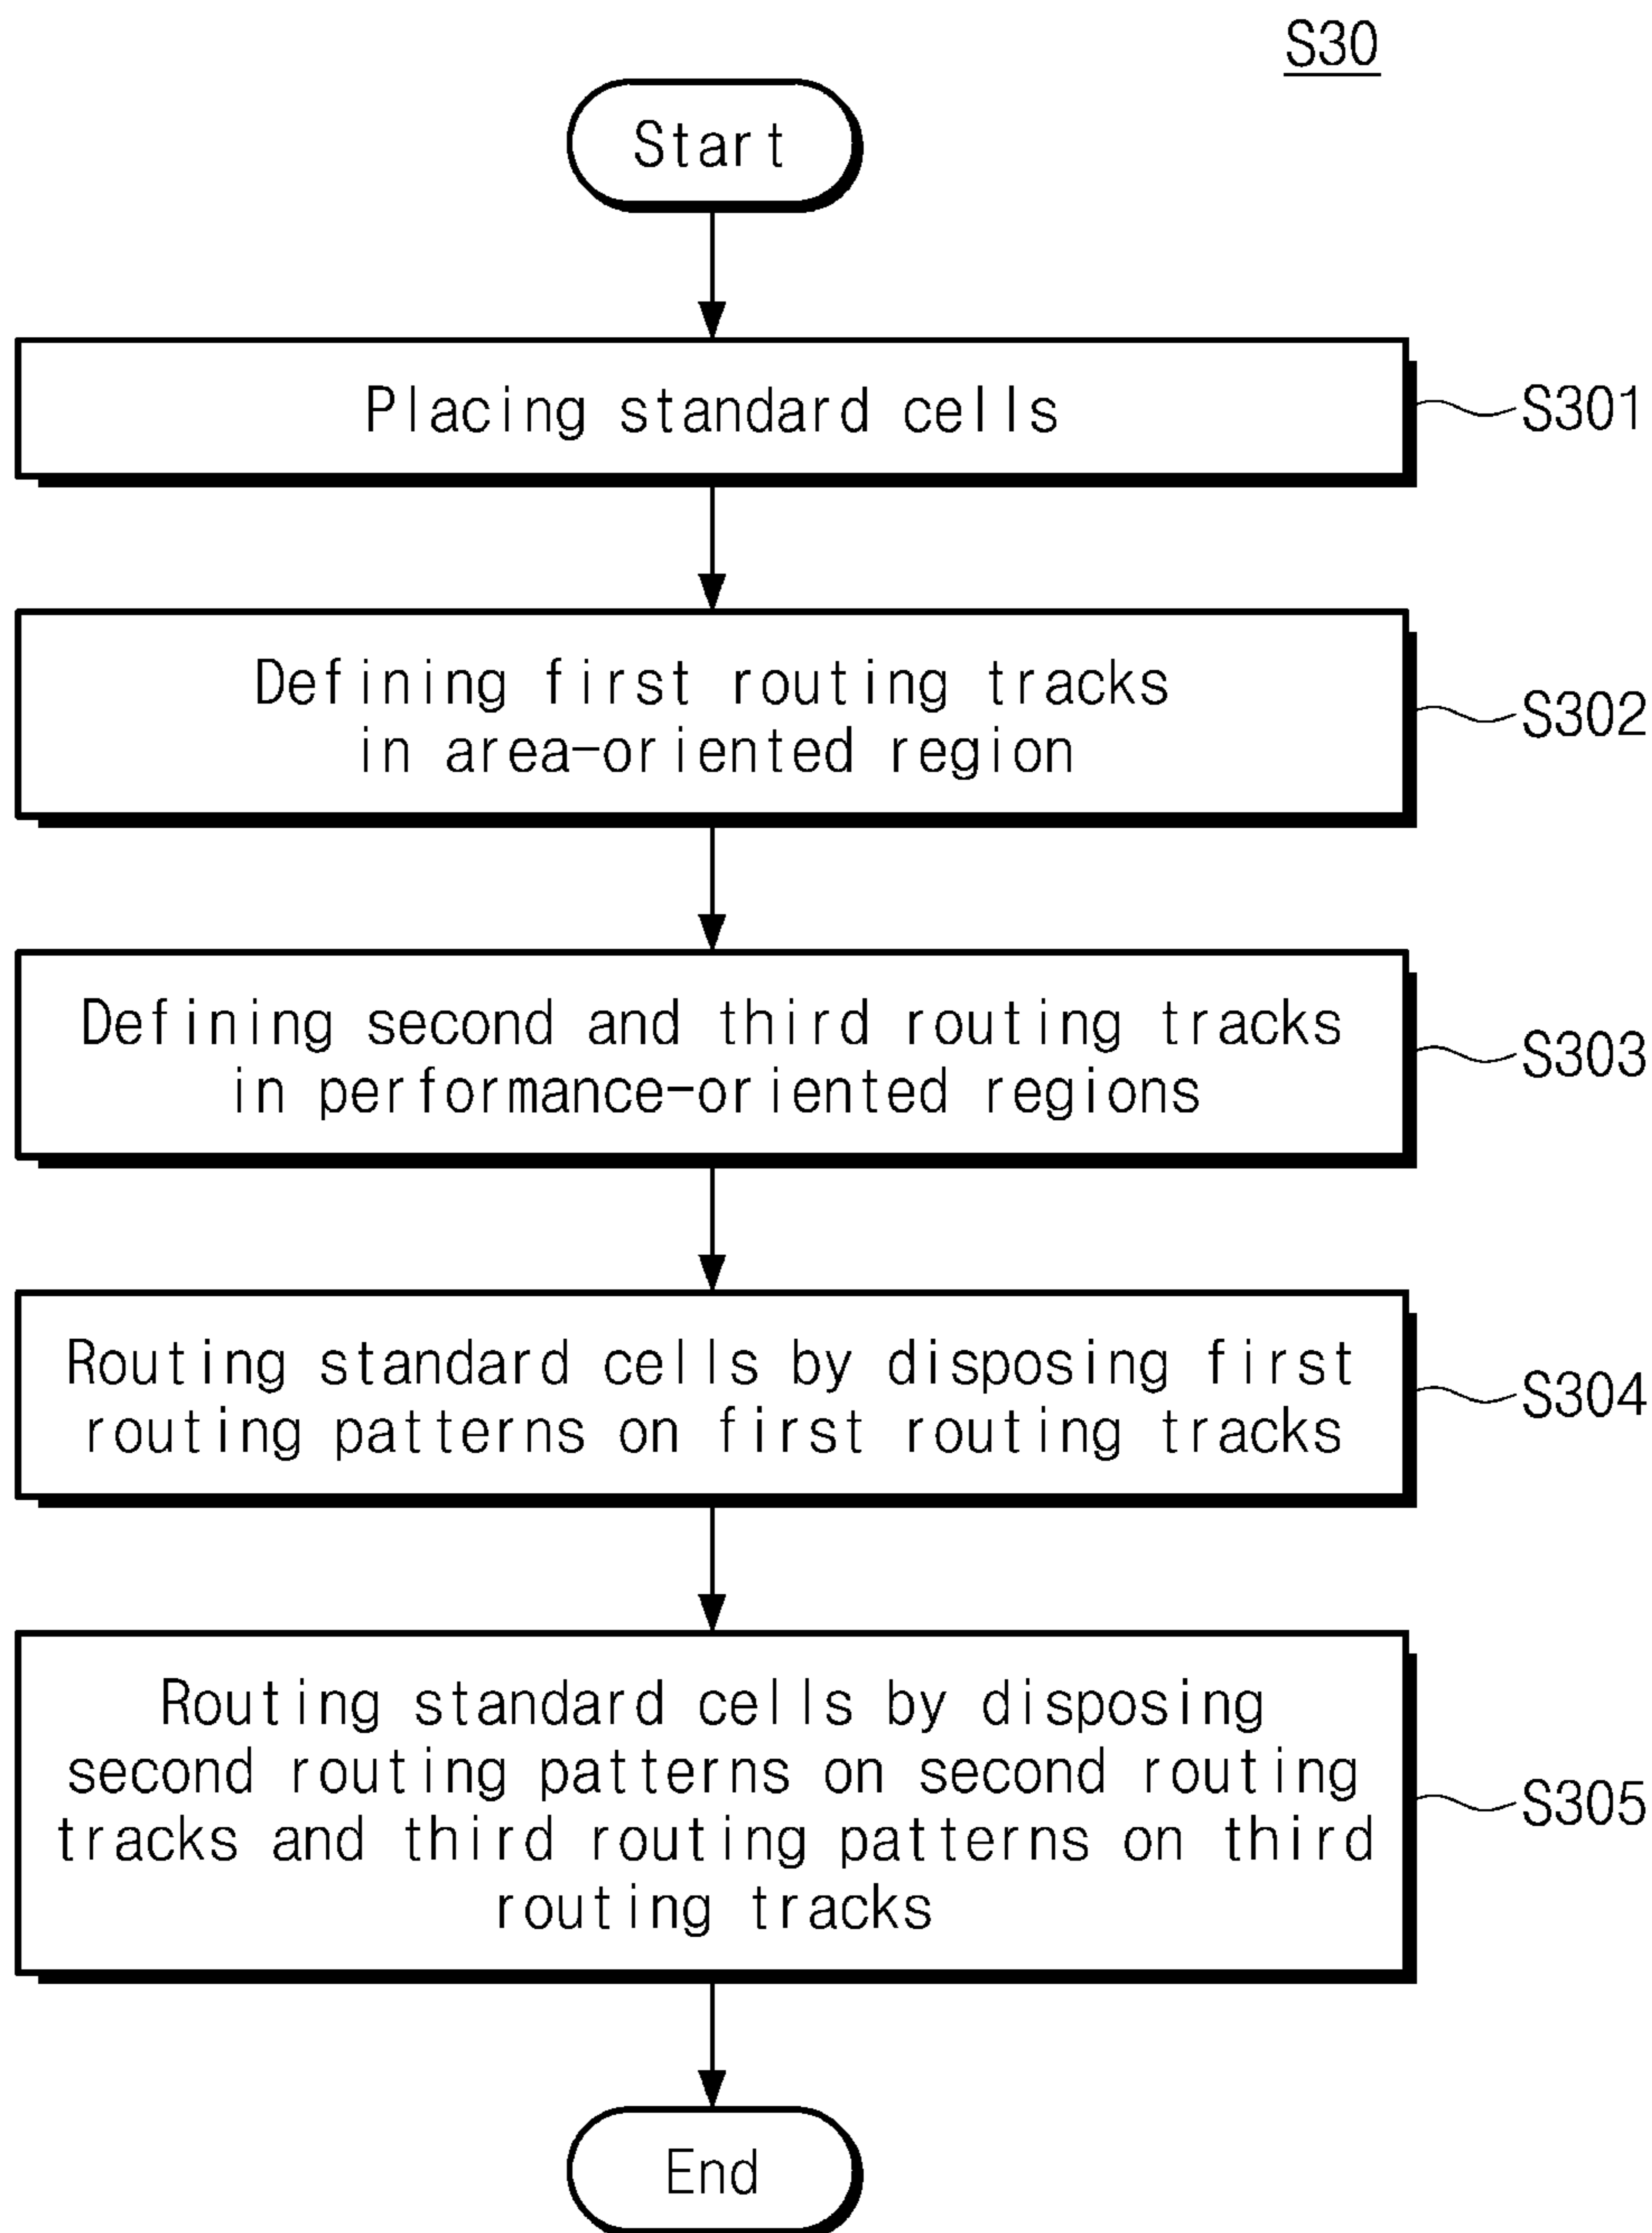 S30
Start
Placing standard cells
S301
Defining first routing tracks
in area-oriented region
S302
Defining second and third routing tracks
in performance-oriented regions
S303
Routing standard cells by disposing first
routing patterns on first routing tracks
S304
Routing standard cells by disposing
second routing patterns on second routing
tracks and third routing patterns on third
routing tracks
S305
End